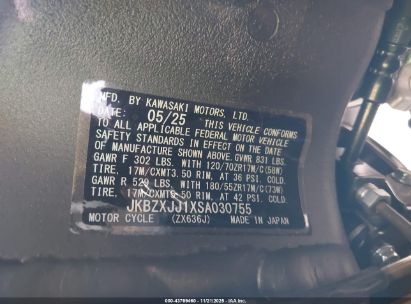 MFD. BY KAWASAKI MOTORS, LTD.
DATE: 05/25 THIS VEHICLE CONFORMS
TO ALL APPLICABLE FEDERAL MOTOR VEHICLE
SAFETY STANDARDS IN EFFECT ON THE DATE OF
MANUFACTURE SHOWN ABOVE. GVWR 831 LBS.
GAWR F 302 LBS. WITH 120/70ZR17M/C(58W)
TIRE, 17M/CXMT3.50 RIM, AT 36 PSI. COLD.
GAWR R 529 LBS. WITH 180/55ZR17M/C(73W)
TIRE, 17M/CXMT5.50 RIM, AT 42 PSI. COLD.
JKBZXJJ1XSA030755
MOTOR CYCLE (ZX636J) MADE IN JAPAN